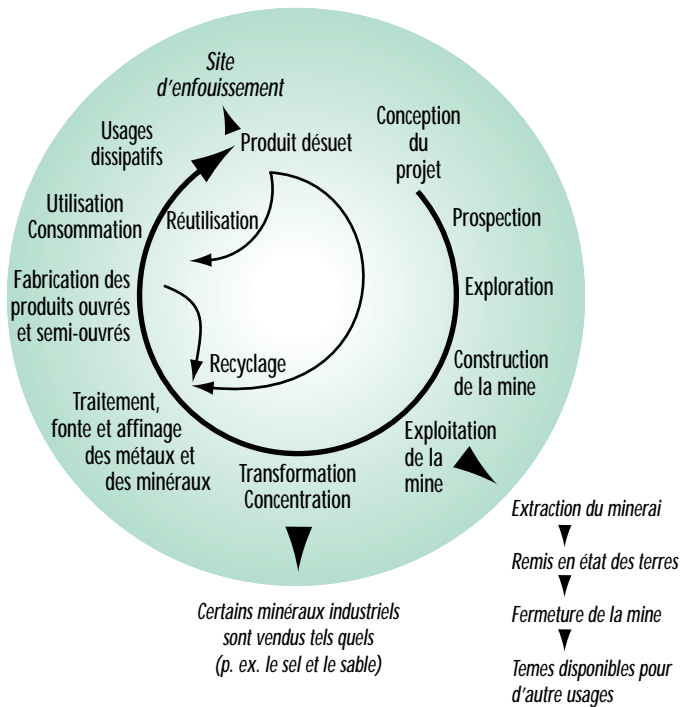 Site
d'enfouissement
Produit désuet
Conception
du
projet
Prospection
Exploration
Construction
de la mine
Exploitation
de la
mine
Extraction du minerai
Remis en état des terres
Fermeture de la mine
Temes disponibles pour
d'autre usages
Transformation
Concentration
Certains minéraux industriels
sont vendus tels quels
(p. ex. le sel et le sable)
Traitement,
fonte et affinage
des métaux et
des minéraux
Fabrication des
produits ouvrés
et semi-ouvrés
Utilisation
Consommation
Usages
dissipatifs
Réutilisation
Recyclage